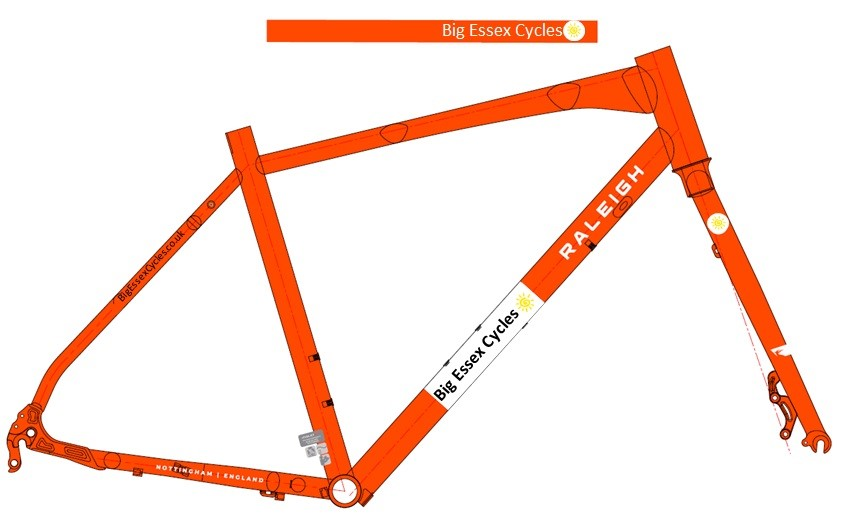 Big Essex Cycles
RALEIGH
BigEssexCycles.co.uk
Big Essex Cycles
NOTTINGHAM | ENGLAND